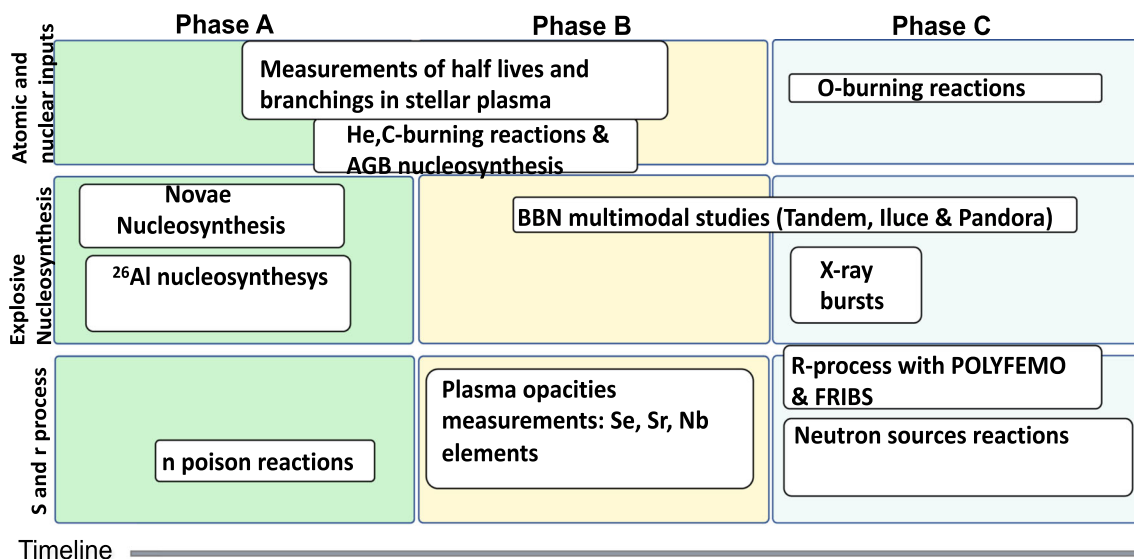 Phase A
Phase B
Phase C
Atomic and
nuclear inputs
Measurements of half lives and
branchings in stellar plasma
He,C-burning reactions &
AGB nucleosynthesis
O-burning reactions
Explosive
Nucleosynthesis
Novae
Nucleosynthesis
²⁶Al nucleosynthesys
BBN multimodal studies (Tandem, Iluce & Pandora)
X-ray
bursts
S and r process
n poison reactions
Plasma opacities
measurements: Se, Sr, Nb
elements
R-process with POLYFEMO
& FRIBS
Neutron sources reactions
Timeline